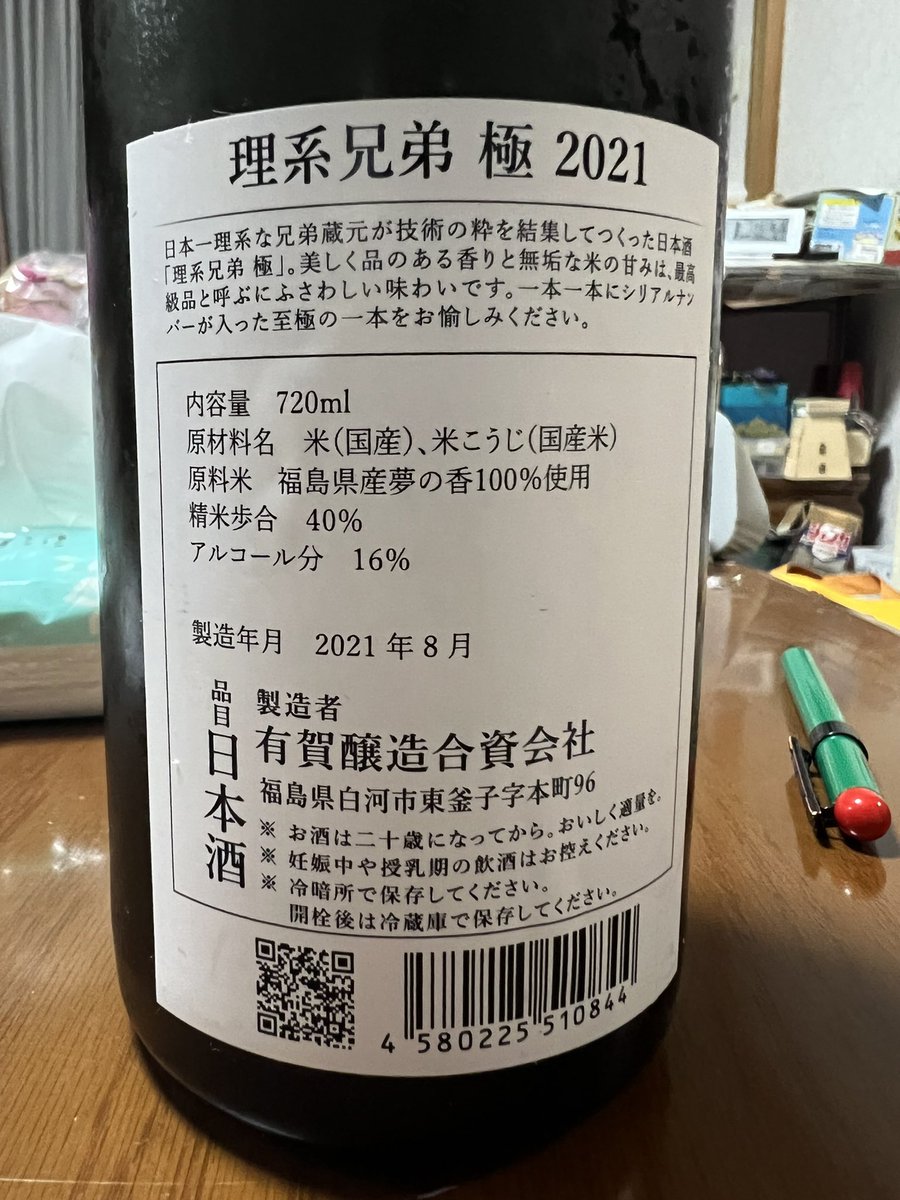 理系兄弟 極 2021
日本一理系な兄弟蔵元が技術の粋を結集してつくった日本酒
「理系兄弟 極」。美しく品のある香りと無垢な米の甘みは、最高
級品と呼ぶにふさわしい味わいです。一本一本にシリアルナン
バーが入った至極の一本をお愉しみください。
内容量 720ml
原材料名 米(国産)、米こうじ(国産米)
原料米 福島県産夢の香100%使用
精米歩合 40%
アルコール分 16%
製造年月 2021年8月
品目
日本酒
製造者
有賀醸造合資会社
福島県白河市東釜子字本町96
※ お酒は二十歳になってから。おいしく適量を。
※ 妊娠中や授乳期の飲酒はお控えください。
※ 冷暗所で保存してください。
開栓後は冷蔵庫で保存してください。
4 580225 510844